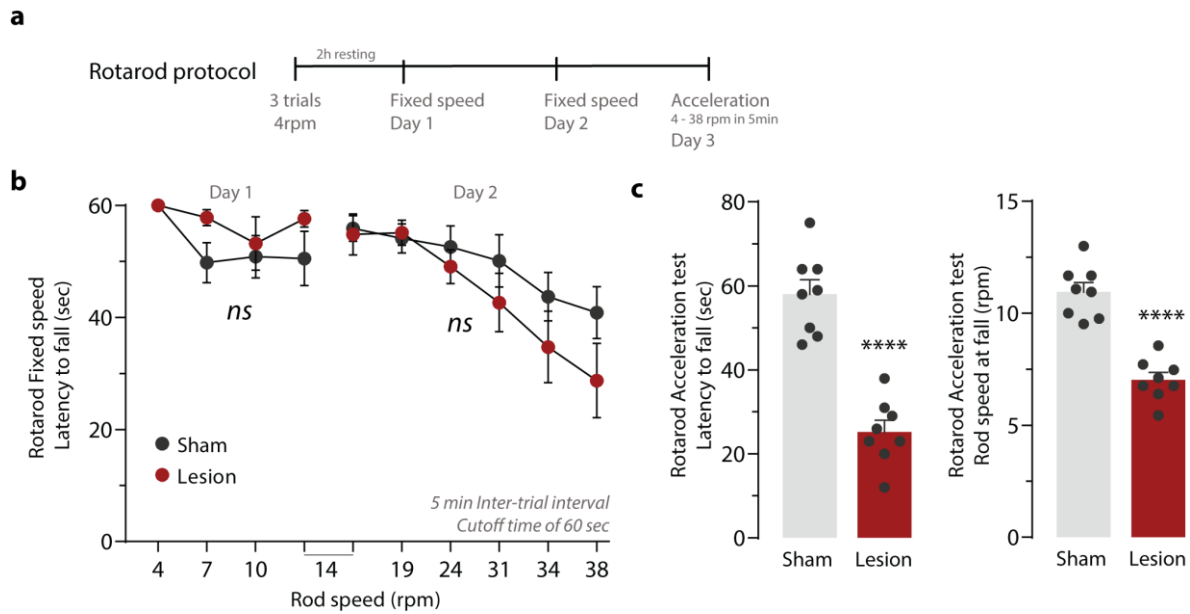 a
Rotarod protocol
2h resting
3 trials
4rpm
Fixed speed
Day 1
Fixed speed
Day 2
Acceleration
4 - 38 rpm in 5min
Day 3
b
Rotarod Fixed speed
Latency to fall (sec)
60
40
20
0
Day 1
Day 2
ns
ns
Sham
Lesion
5 min Inter-trial interval
Cutoff time of 60 sec
4 7 10 14 19 24 31 34 38
Rod speed (rpm)
c
Rotarod Acceleration test
Latency to fall (sec)
80
60
40
20
0
****
Sham Lesion
Rotarod Acceleration test
Rod speed at fall (rpm)
15
10
5
0
****
Sham Lesion